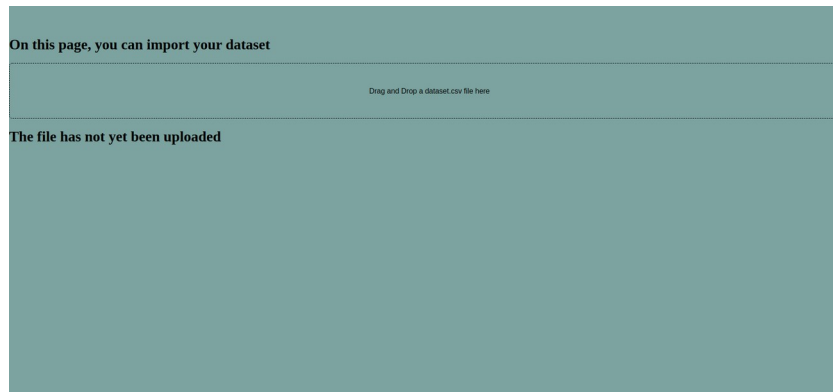 On this page, you can import your dataset
Drag and Drop a dataset.csv file here
The file has not yet been uploaded